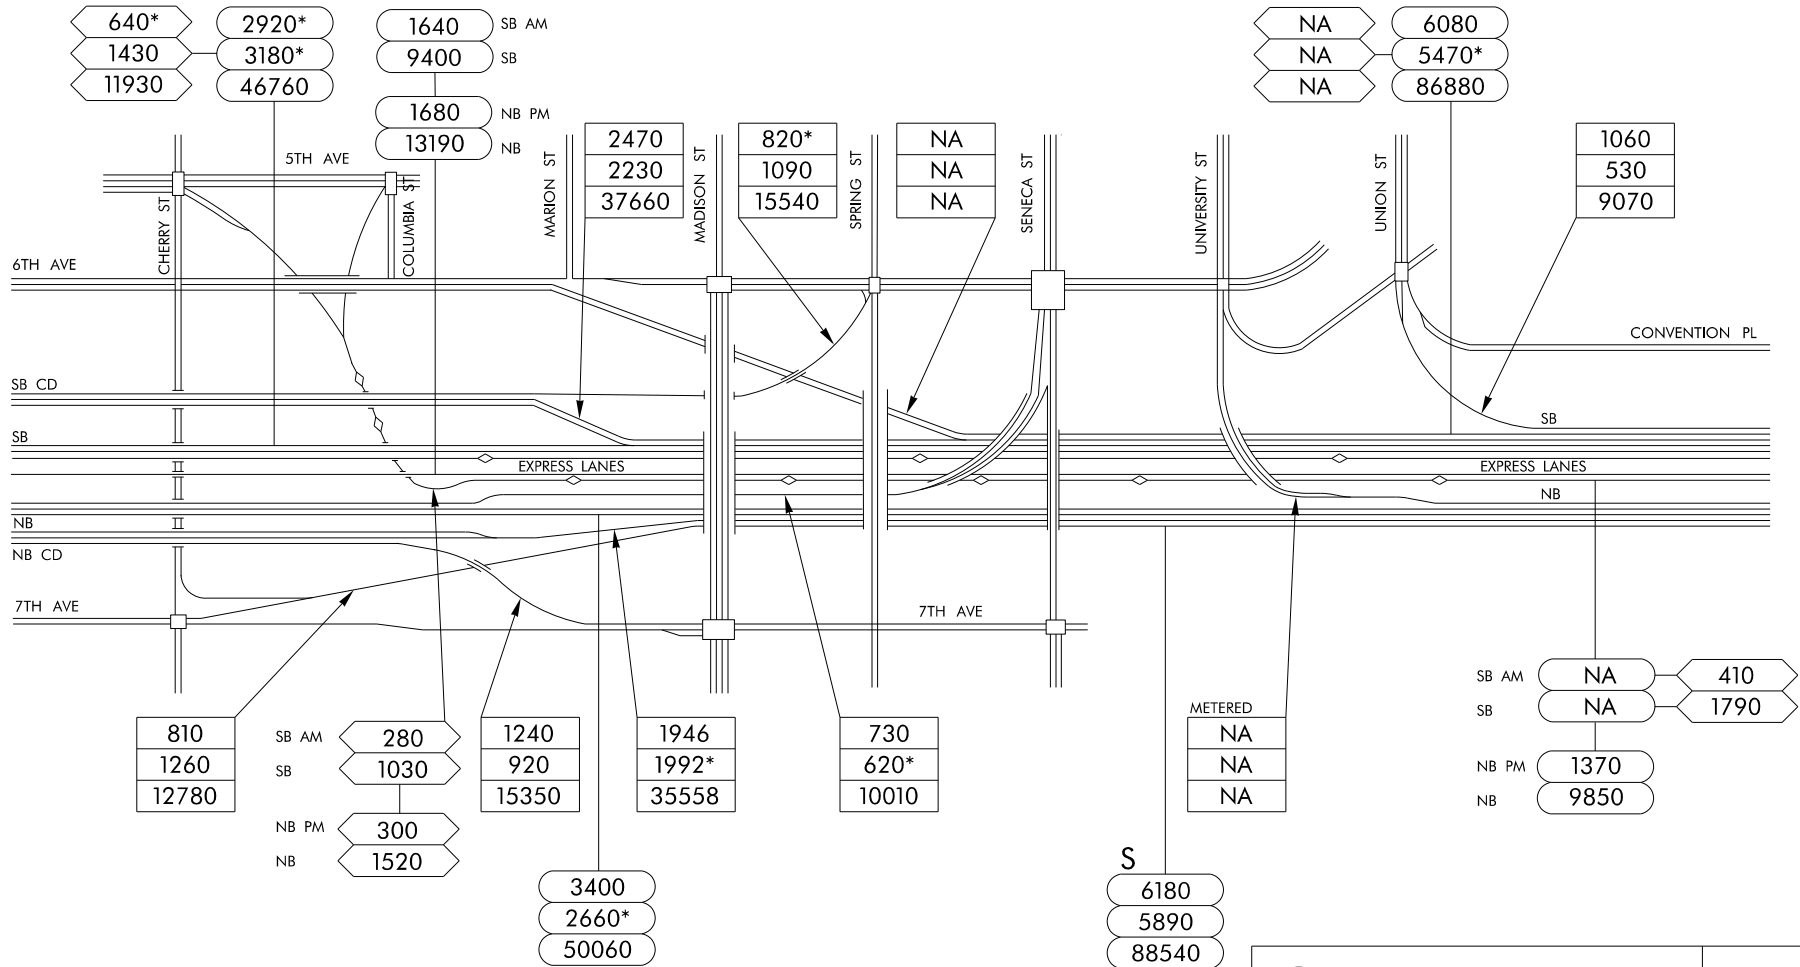 640*
1430
11930
2920*
3180*
46760
1640 SB AM
9400 SB
1680 NB PM
13190 NB
NA
NA
NA
6080
5470*
86880
2470
2230
37660
820*
1090
15540
NA
NA
NA
1060
530
9070
5TH AVE
CHERRY ST
COLUMBIA ST
MARION ST
MADISON ST
SPRING ST
SENECA ST
UNIVERSITY ST
UNION ST
6TH AVE
CONVENTION PL
SB CD
SB
SB
EXPRESS LANES
EXPRESS LANES
NB
NB
NB CD
7TH AVE
7TH AVE
810
1260
12780
SB AM 280
SB 1030
NB PM 300
NB 1520
1240
920
15350
1946
1992*
35558
730
620*
10010
METERED
NA
NA
NA
SB AM NA 410
SB NA 1790
NB PM 1370
NB 9850
3400
2660*
50060
S
6180
5890
88540